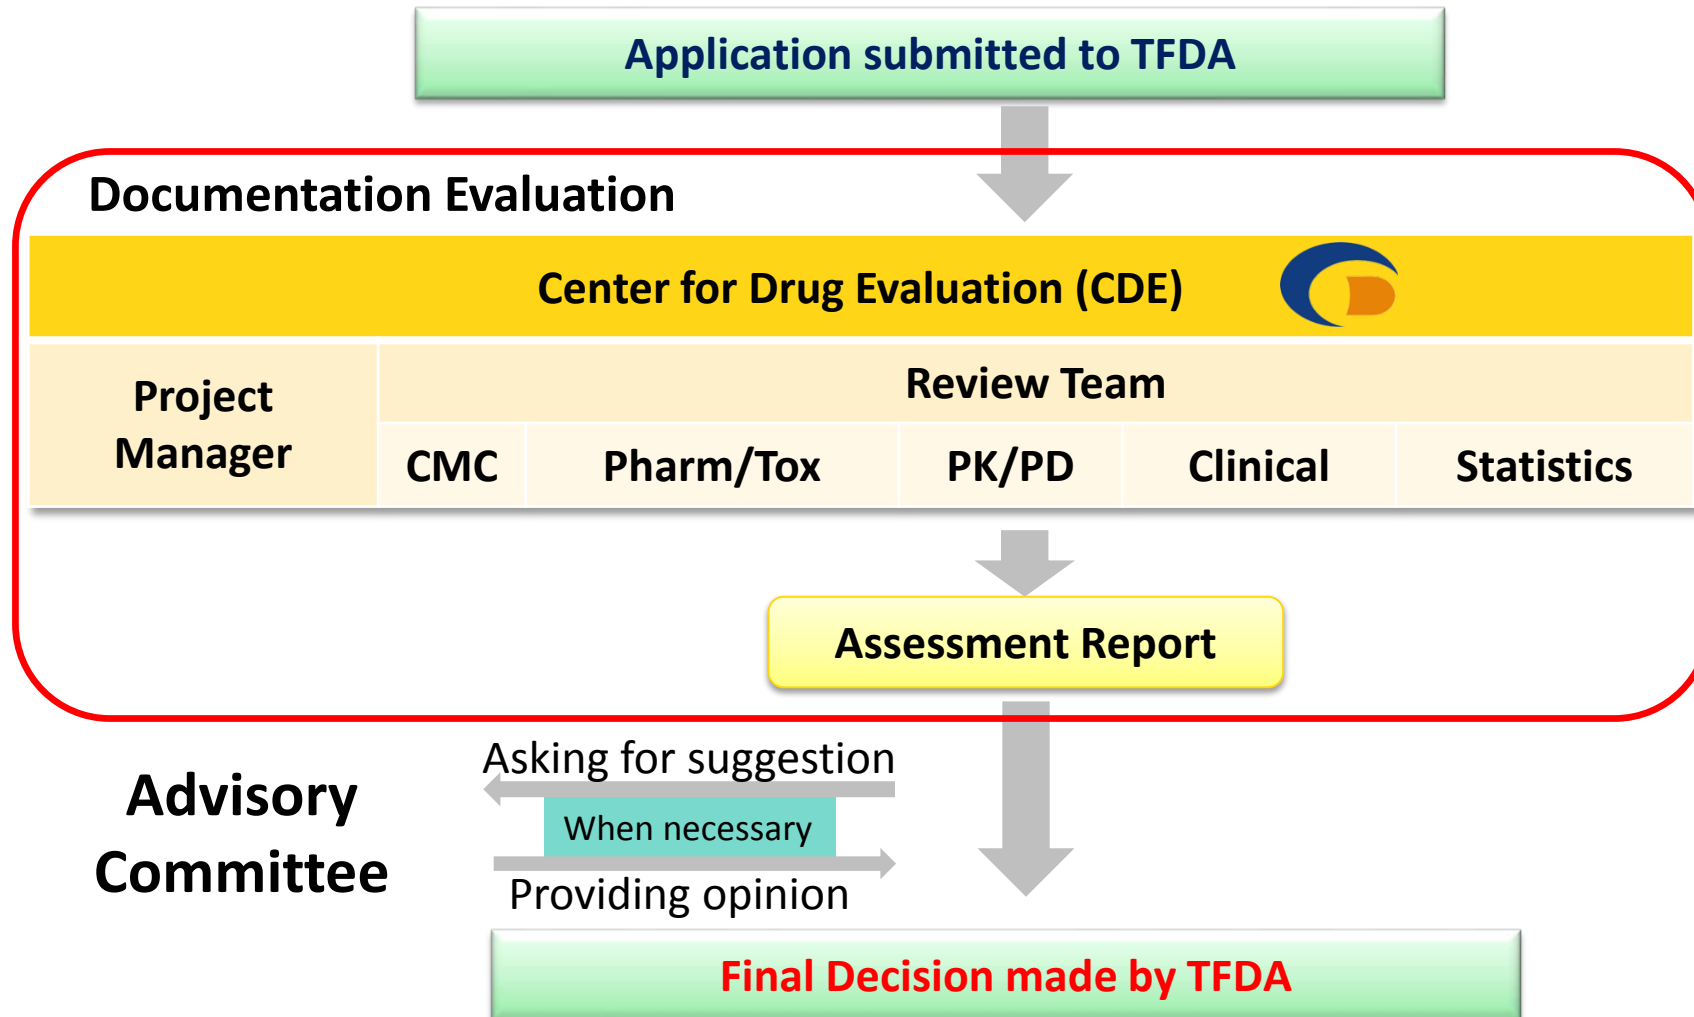 Application submitted to TFDA
Documentation Evaluation
Center for Drug Evaluation (CDE)
Project
Manager
Review Team
CMC
Pharm/Tox
PK/PD
Clinical
Statistics
Assessment Report
Asking for suggestion
Advisory
Committee
When necessary
Providing opinion
Final Decision made by TFDA